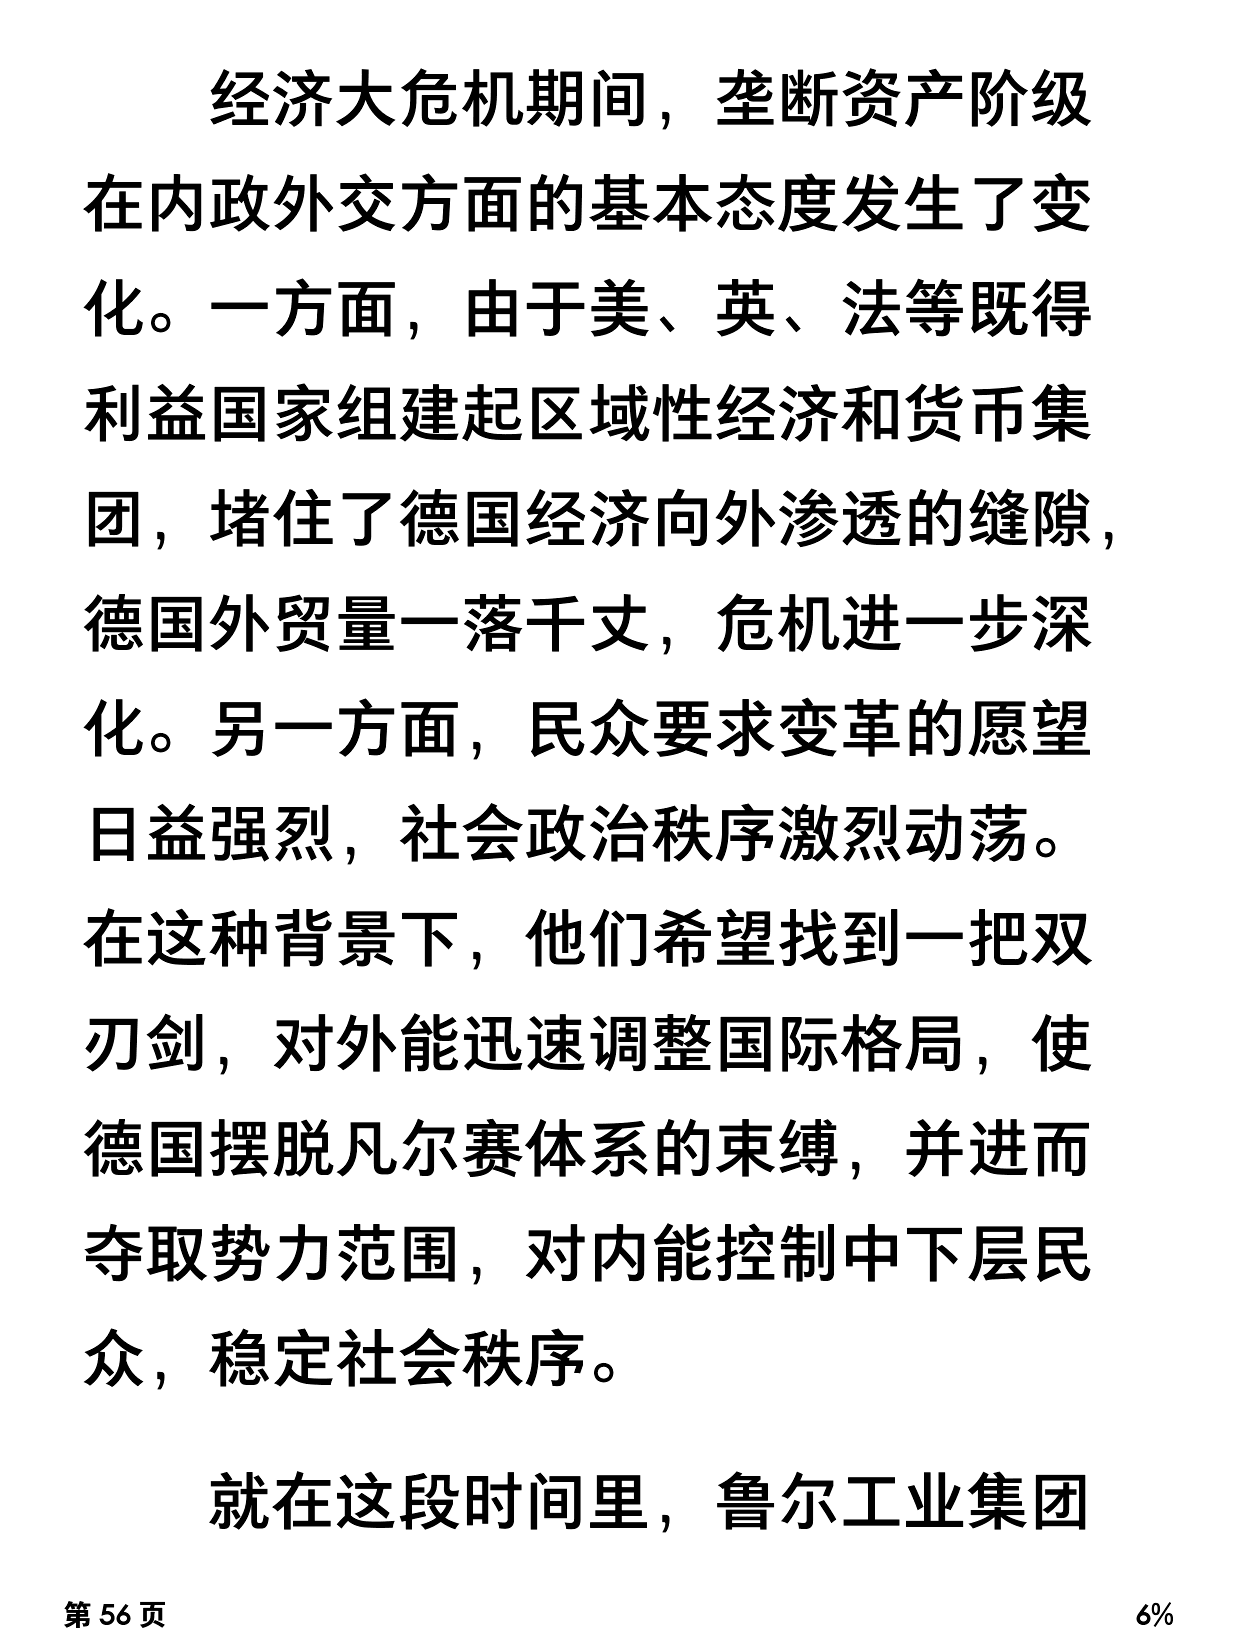 经济大危机期间，垄断资产阶级
在内政外交方面的基本态度发生了变
化。一方面，由于美、英、法等既得
利益国家组建起区域性经济和货币集
团，堵住了德国经济向外渗透的缝隙，
德国外贸量一落千丈，危机进一步深
化。另一方面，民众要求变革的愿望
日益强烈，社会政治秩序激烈动荡。
在这种背景下，他们希望找到一把双
刃剑，对外能迅速调整国际格局，使
德国摆脱凡尔赛体系的束缚，并进而
夺取势力范围，对内能控制中下层民
众，稳定社会秩序。
就在这段时间里，鲁尔工业集团
第 56 页
6%